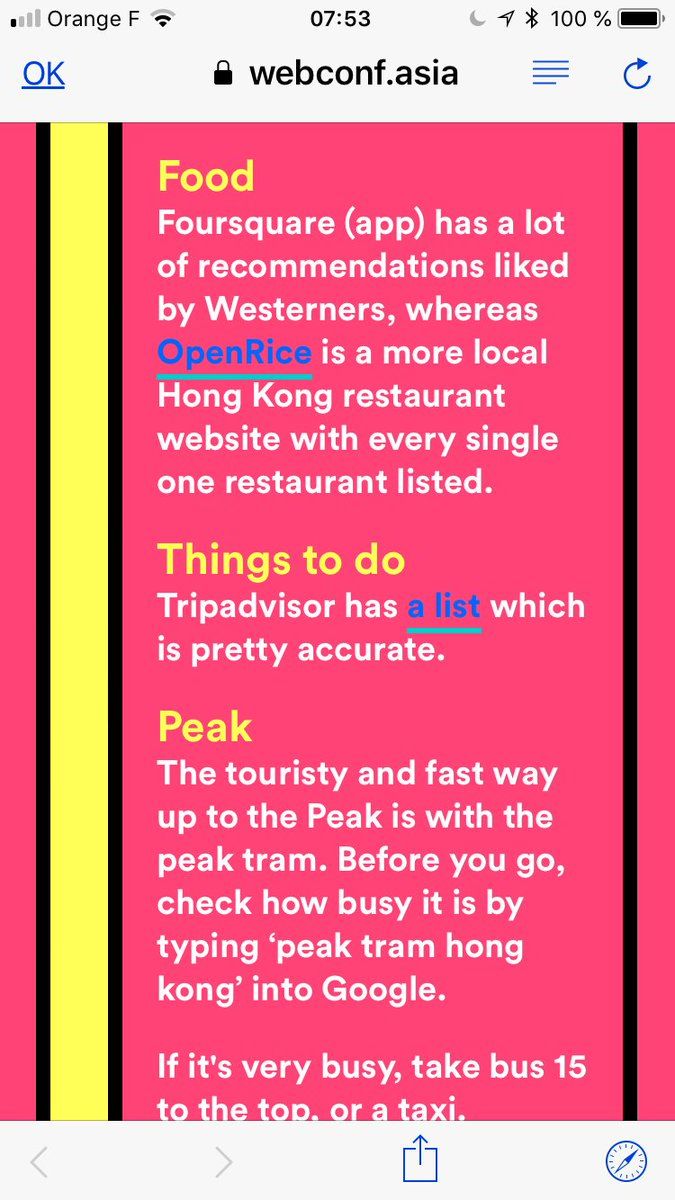 Orange F 07:53 100 %
OK webconf.asia
Food
Foursquare (app) has a lot
of recommendations liked
by Westerners, whereas
OpenRice is a more local
Hong Kong restaurant
website with every single
one restaurant listed.
Things to do
Tripadvisor has a list which
is pretty accurate.
Peak
The touristy and fast way
up to the Peak is with the
peak tram. Before you go,
check how busy it is by
typing ‘peak tram hong
kong’ into Google.
If it's very busy, take bus 15
to the top, or a taxi.